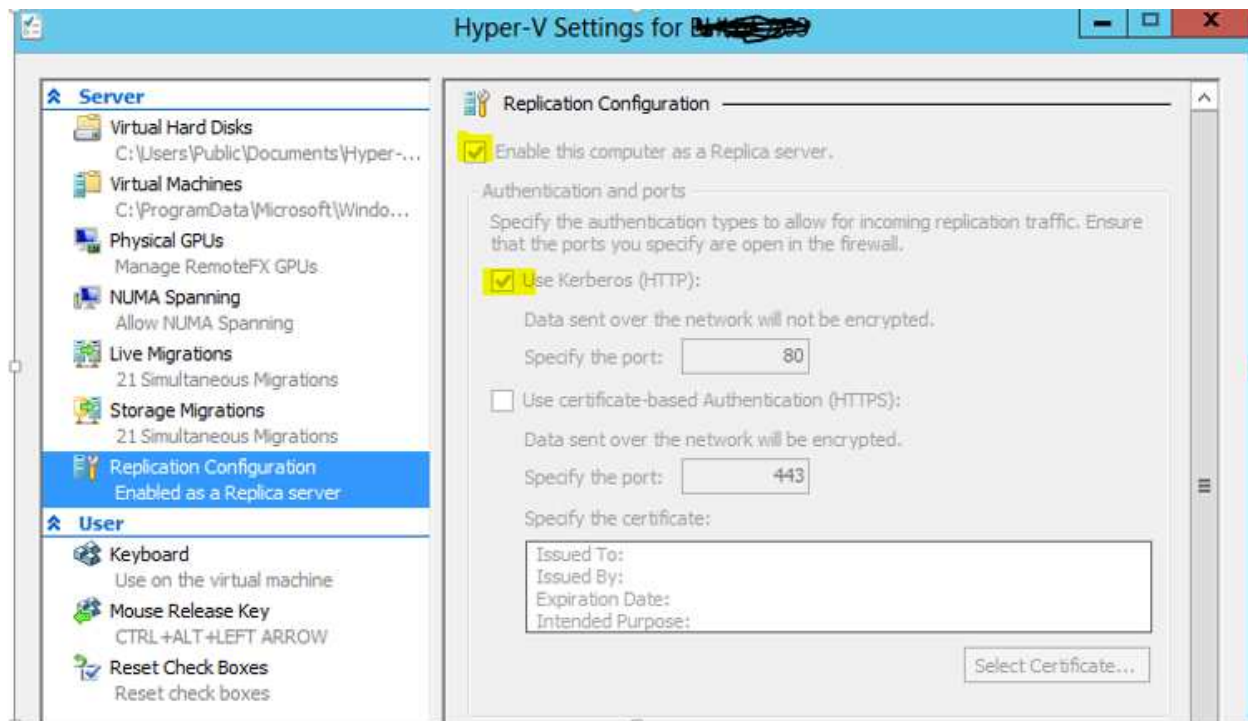 Hyper-V Settings for
Server
Virtual Hard Disks
C:\Users\Public\Documents\Hyper-...
Virtual Machines
C:\ProgramData\Microsoft\Windo...
Physical GPUs
Manage RemoteFX GPUs
NUMA Spanning
Allow NUMA Spanning
Live Migrations
21 Simultaneous Migrations
Storage Migrations
21 Simultaneous Migrations
Replication Configuration
Enabled as a Replica server
User
Keyboard
Use on the virtual machine
Mouse Release Key
CTRL+ALT+LEFT ARROW
Reset Check Boxes
Reset check boxes
Replication Configuration
Enable this computer as a Replica server.
Authentication and ports
Specify the authentication types to allow for incoming replication traffic. Ensure
that the ports you specify are open in the firewall.
Use Kerberos (HTTP):
Data sent over the network will not be encrypted.
Specify the port: 80
Use certificate-based Authentication (HTTPS):
Data sent over the network will be encrypted.
Specify the port: 443
Specify the certificate:
Issued To:
Issued By:
Expiration Date:
Intended Purpose:
Select Certificate...